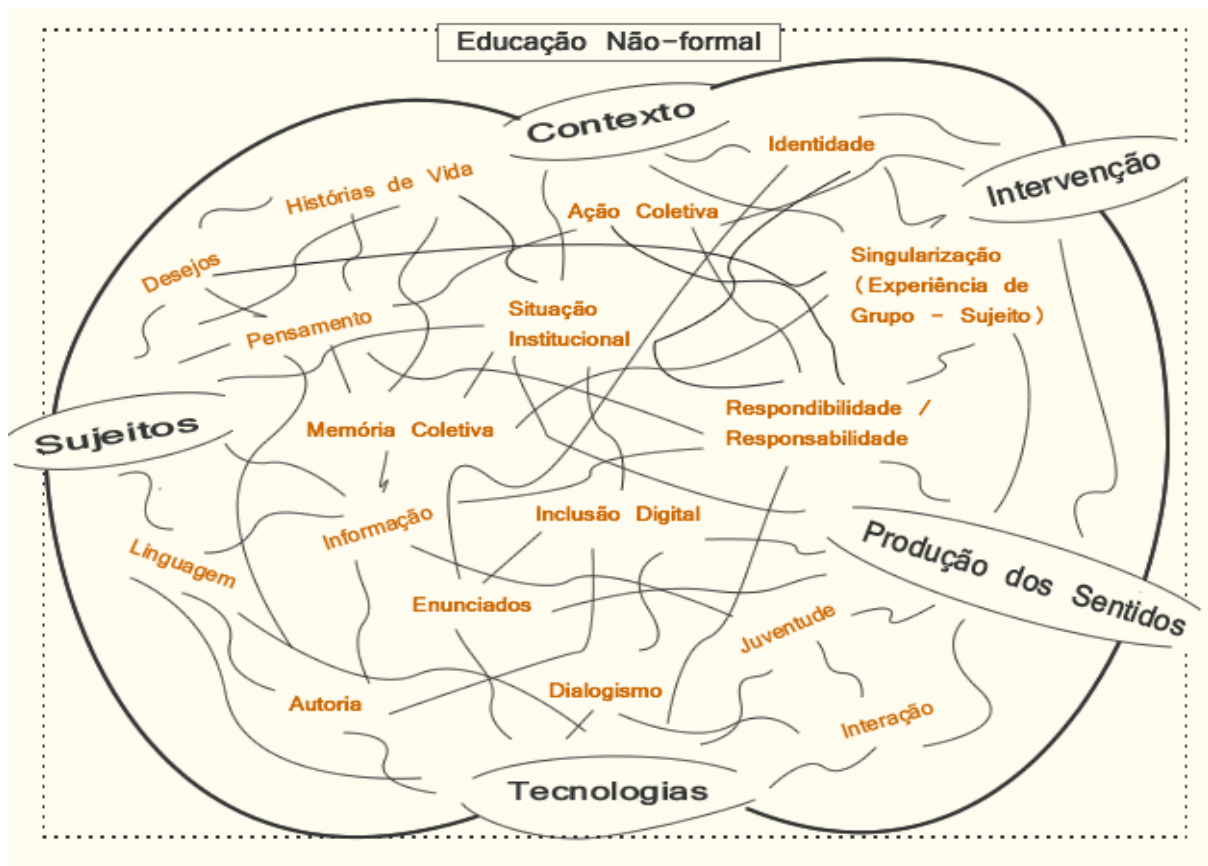 Educação Não-formal
Contexto
Identidade
Intervenção
Histórias de Vida
Ação Coletiva
Desejos
Singularização
(Experiência de
Grupo - Sujeito)
Situação
Institucional
Pensamento
Sujeitos
Memória Coletiva
Respondibilidade /
Responsabilidade
Informação
Inclusão Digital
Produção dos Sentidos
Linguagem
Enunciados
Juventude
Autoria
Dialogismo
Interação
Tecnologias